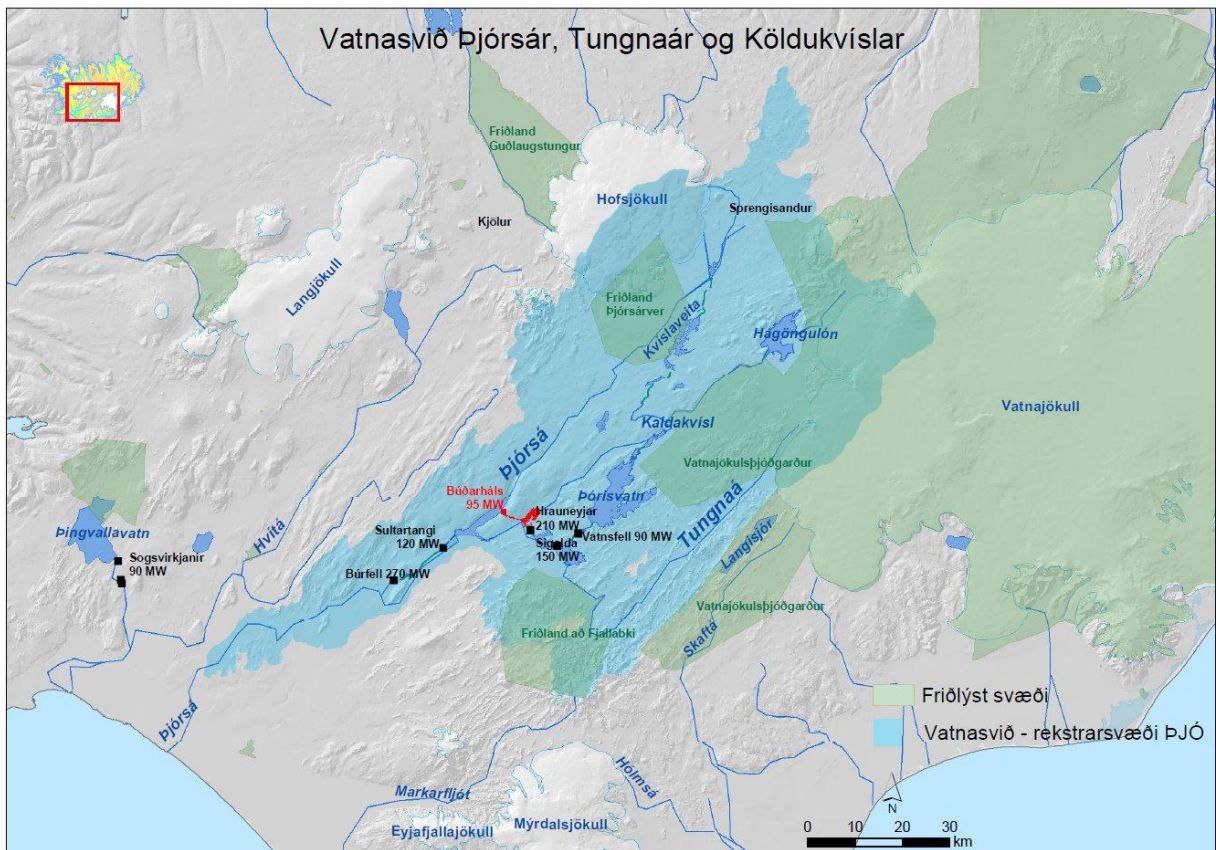 Vatnasvið Þjórsár, Tungnaár og Köldukvíslar
Friðland
Guðlaugstungur
Hofsjökull
Sprengisandur
Kjölur
Langjökull
Friðland
Þjórsárver
Kvíslaveita
Hágöngulón
Vatnajökull
Kaldakvísl
Þjórsá
Vatnajökulsþjóðgarður
Búðarháls
95 MW
Þórisvatn
Hrauneyjar
210 MW
Tungnaá
Þingvallavatn
Hvítá
Sultartangi
120 MW
Vatnsfell 90 MW
Sigalda
150 MW
Langisjór
Sogsvirkjanir
90 MW
Búrfell 270 MW
Vatnajökulsþjóðgarður
Friðland að Fjallabki
Skaftá
Friðlýst svæði
Þjórsá
Vatnasvið - rekstrarsvæði ÞJÓ
Hólmsá
Markarfljót
N
Mýrdalsjökull
Eyjafjallajökull
0 10 20 30
km